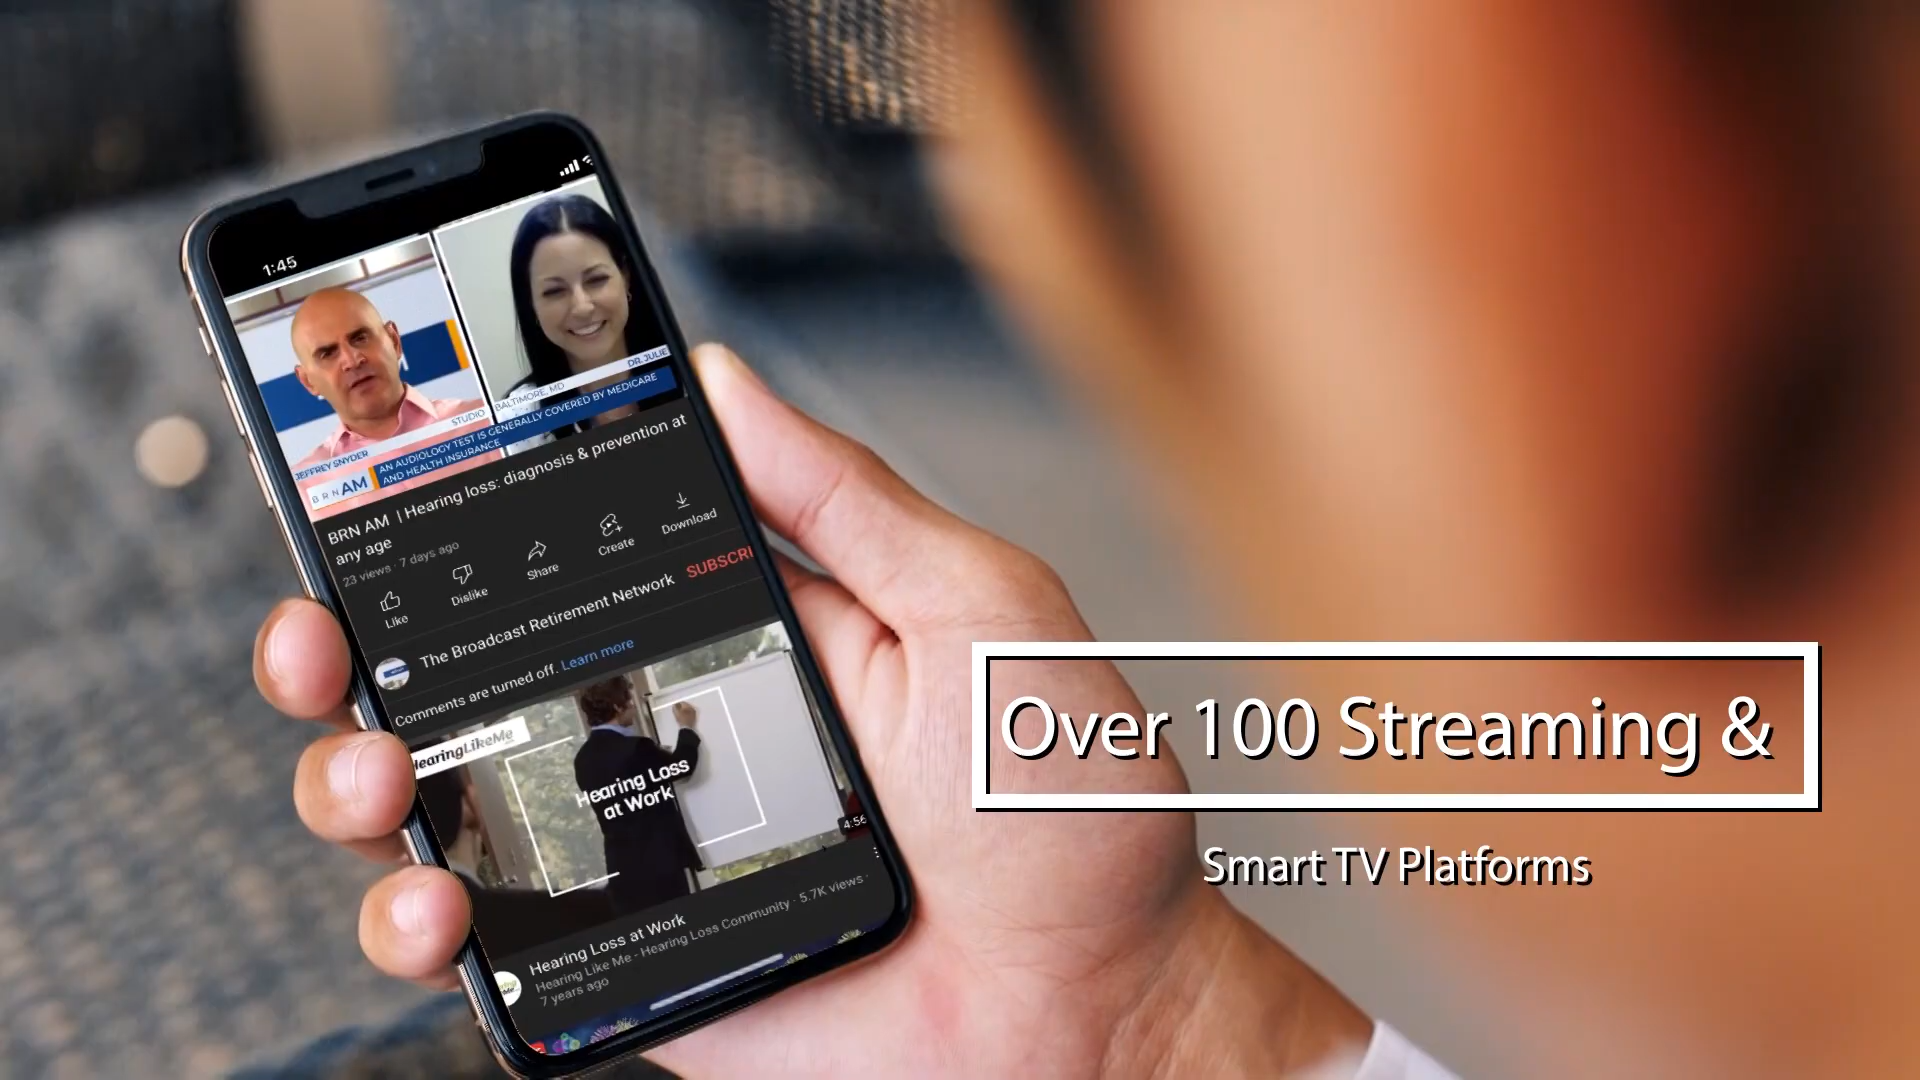 1:45
STUDIO
JEFFREY SNYDER
BALTIMORE, MD
DR. JULIE
BRN AM
AN AUDIOLOGY TEST IS GENERALLY COVERED BY MEDICARE
AND HEALTH INSURANCE
BRN AM | Hearing loss: diagnosis & prevention at
any age
23 views · 7 days ago
Like
Dislike
Share
Create
Download
The Broadcast Retirement Network
SUBSCRI
Comments are turned off. Learn more
HearingLikeMe
Hearing Loss
at Work
4:56
Hearing Loss at Work
Hearing Like Me - Hearing Loss Community · 5.7K views ·
7 years ago
Over 100 Streaming &
Smart TV Platforms